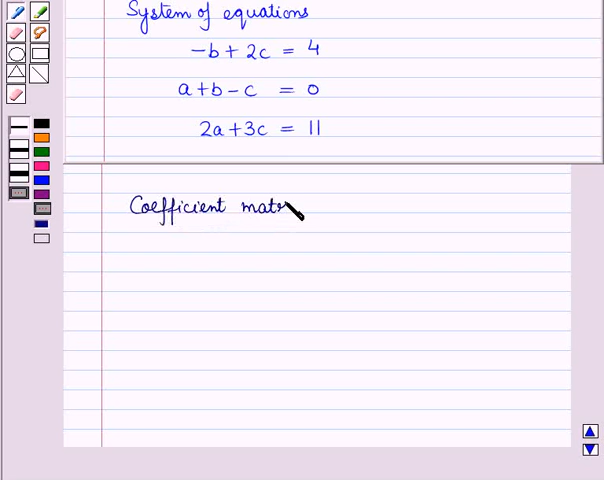 System of equations
-b + 2c = 4
a + b - c = 0
2a + 3c = 11
Coefficient mat